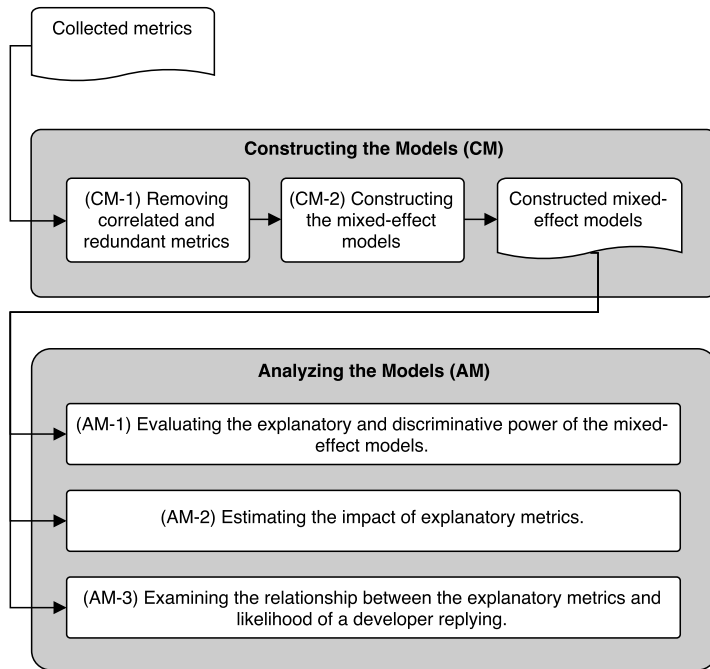 Collected metrics
Constructing the Models (CM)
(CM-1) Removing
correlated and
redundant metrics
(CM-2) Constructing
the mixed-effect
models
Constructed mixed-
effect models
Analyzing the Models (AM)
(AM-1) Evaluating the explanatory and discriminative power of the mixed-
effect models.
(AM-2) Estimating the impact of explanatory metrics.
(AM-3) Examining the relationship between the explanatory metrics and
likelihood of a developer replying.